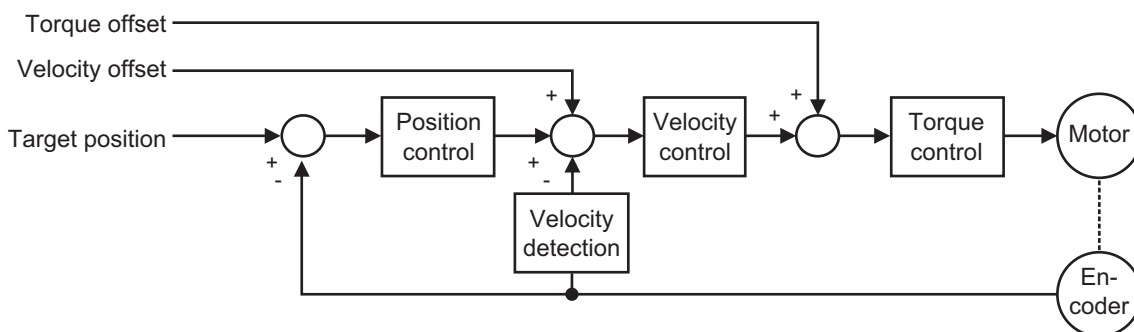 Torque offset
Velocity offset
Target position
+
-
Position
control
+
+
-
Velocity
detection
Velocity
control
+
+
Torque
control
Motor
En-
coder